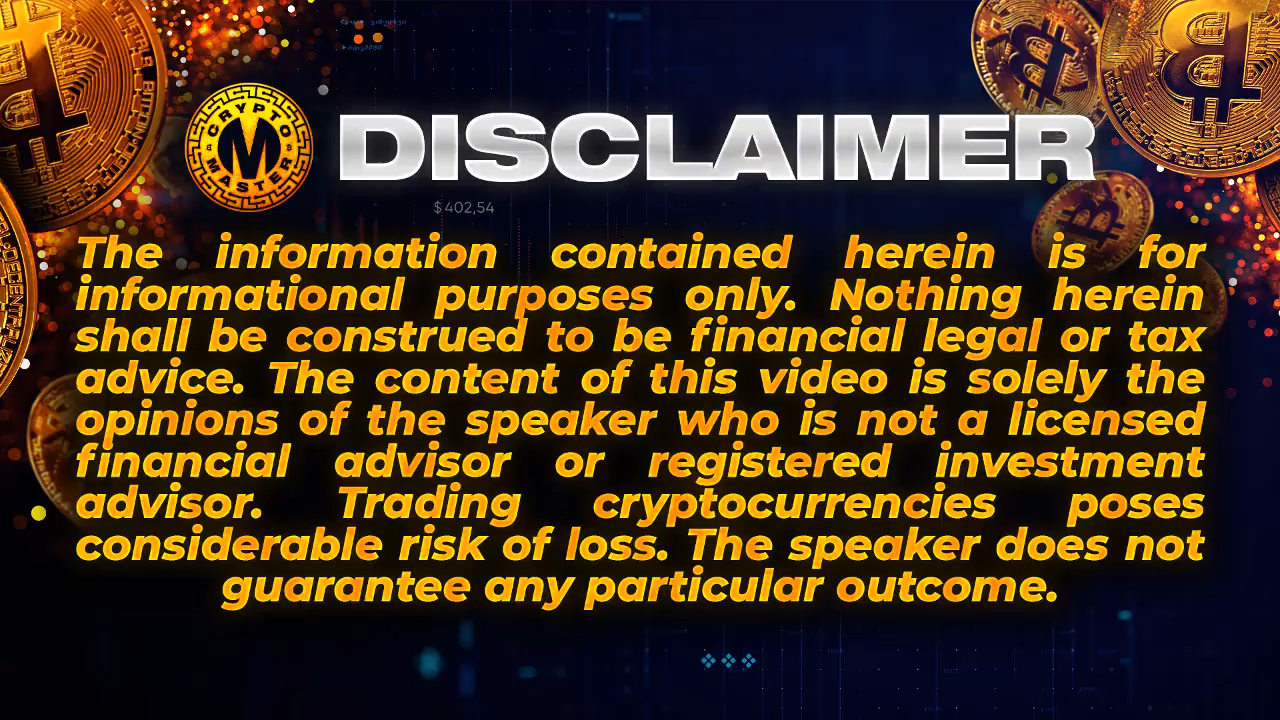 CRYPTO
M
MASTER
DISCLAIMER
$402,54
The information contained herein is for
informational purposes only. Nothing herein
shall be construed to be financial legal or tax
advice. The content of this video is solely the
opinions of the speaker who is not a licensed
financial advisor or registered investment
advisor. Trading cryptocurrencies poses
considerable risk of loss. The speaker does not
guarantee any particular outcome.